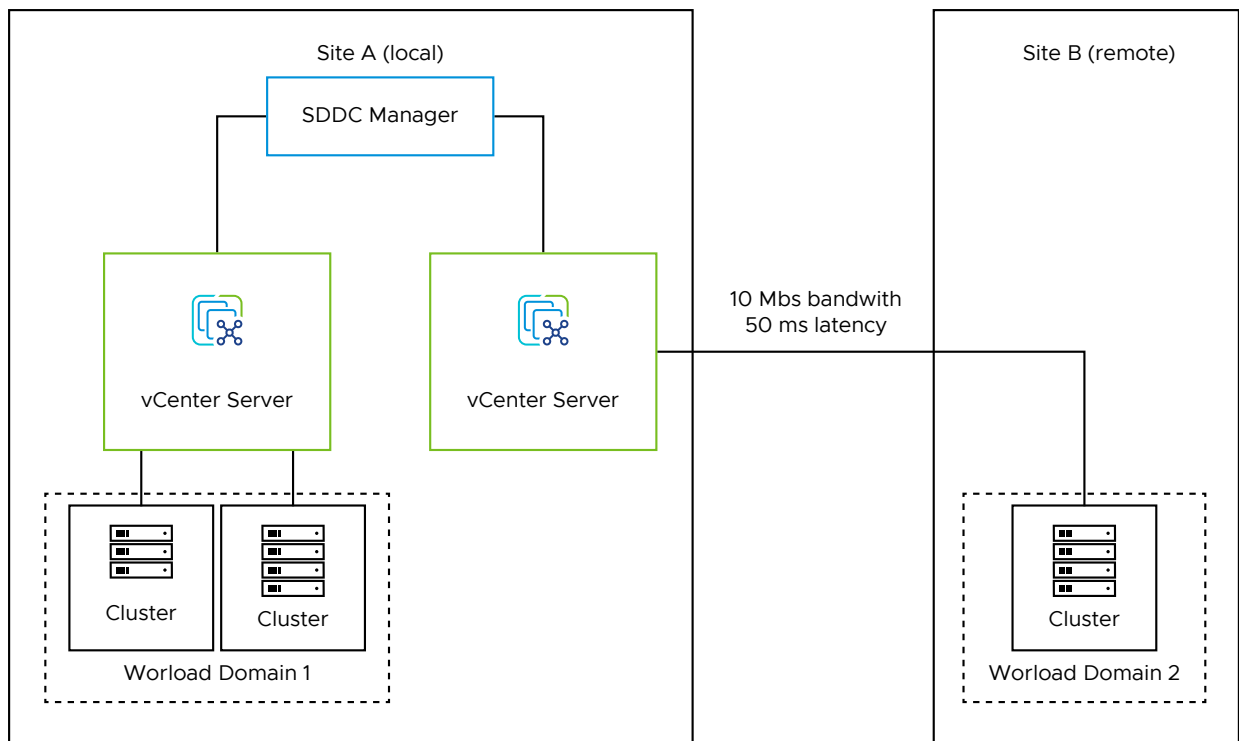 Site A (local)
Site B (remote)
SDDC Manager
10 Mbs bandwith
50 ms latency
vCenter Server
vCenter Server
Cluster
Cluster
Cluster
Worload Domain 1
Worload Domain 2